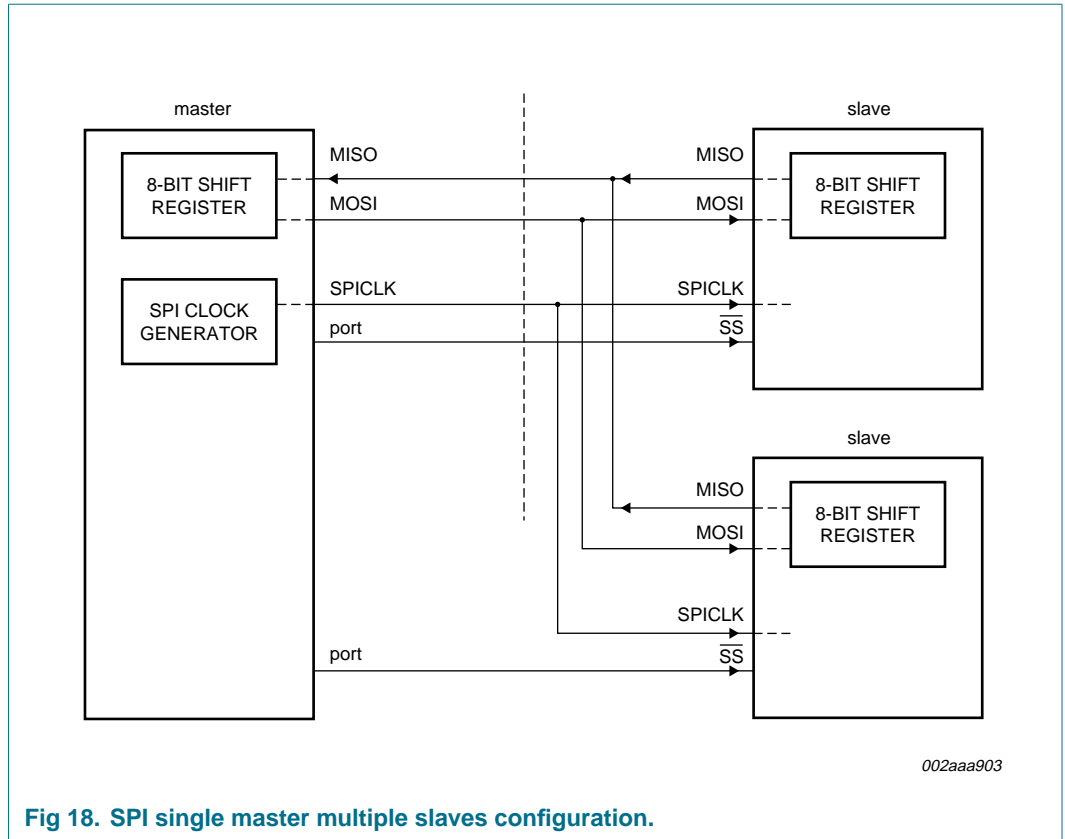 master
slave
MISO
MISO
8-BIT SHIFT
REGISTER
8-BIT SHIFT
REGISTER
MOSI
MOSI
SPICLK
SPICLK
SPI CLOCK
GENERATOR
port
S̅S̅
slave
MISO
8-BIT SHIFT
REGISTER
MOSI
SPICLK
port
S̅S̅
002aaa903
Fig 18. SPI single master multiple slaves configuration.